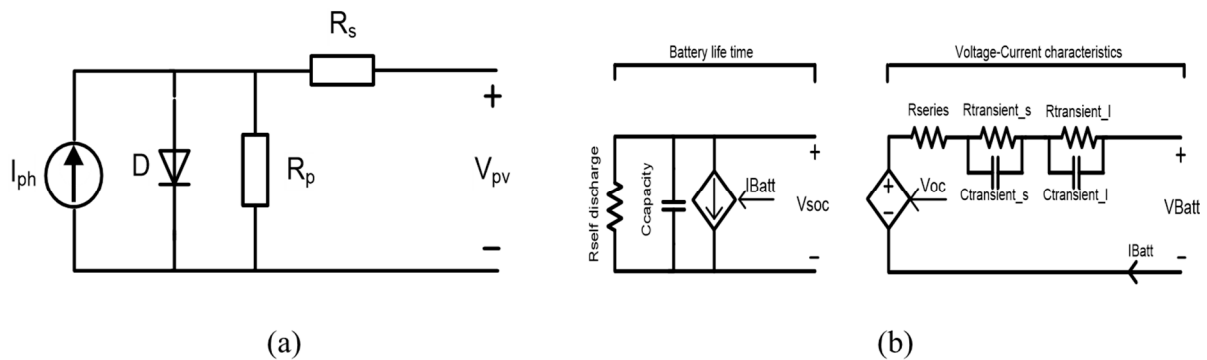 Rs
Iph
D
Rp
+
Vpv
−
(a)
Battery life time
Voltage-Current characteristics
Rself discharge
Ccapacity
IBatt
+
Vsoc
−
Rseries
Rtransient_s
Rtransient_l
Ctransient_s
Ctransient_l
+
−
Voc
+
VBatt
−
IBatt
(b)